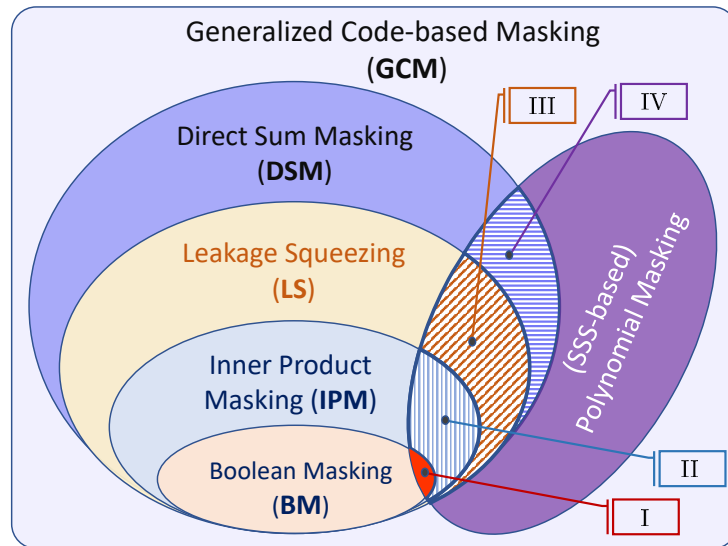 Generalized Code-based Masking
(GCM)
III
IV
Direct Sum Masking
(DSM)
Leakage Squeezing
(LS)
(SSS-based)
Polynomial Masking
Inner Product
Masking (IPM)
Boolean Masking
(BM)
II
I